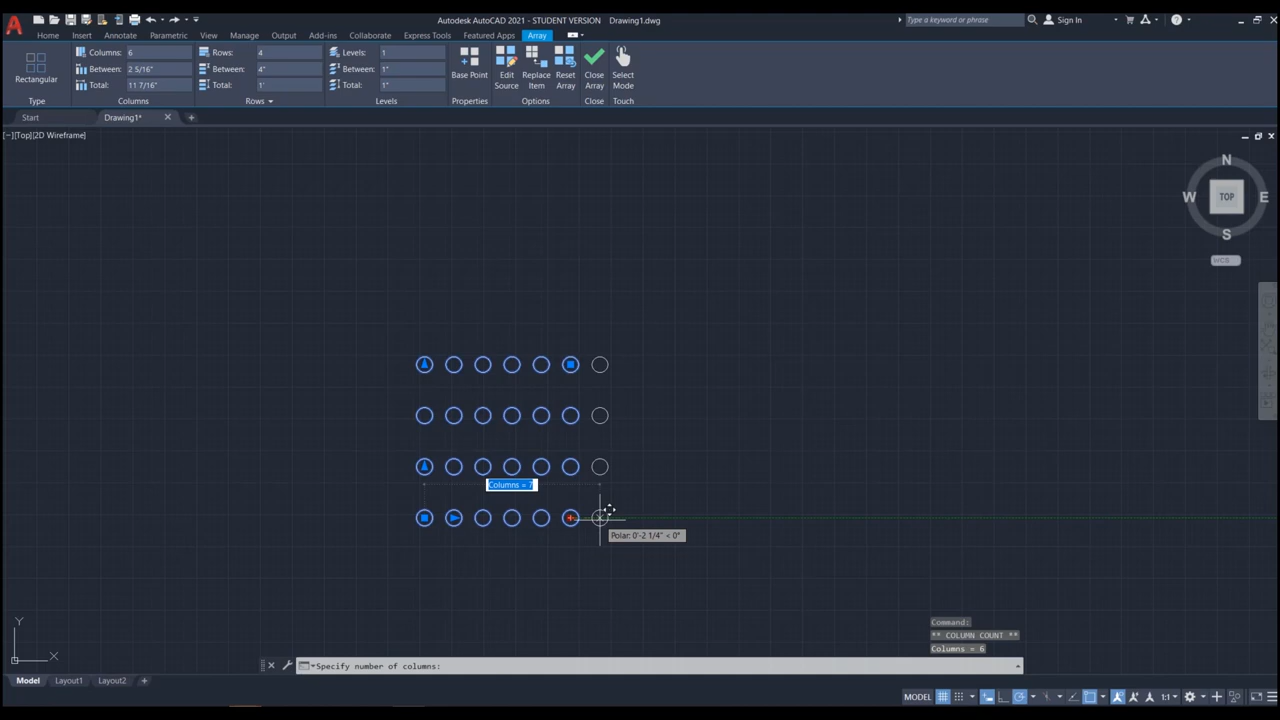 Autodesk AutoCAD 2021 - STUDENT VERSION Drawing1.dwg
Type a keyword or phrase
Sign In
Home Insert Annotate Parametric View Manage Output Add-ins Collaborate Express Tools Featured Apps Array
Columns: 6 Rows: 4 Levels: 1
Between: 2 5/16" Between: 4" Between: 1"
Total: 11 7/16" Total: 1' Total: 1"
Rectangular
Base Point
Edit Source
Replace Item
Reset Array
Close Array
Select Mode
Type Columns Rows Levels Properties Options Close Touch
Start Drawing1*
[−][Top][2D Wireframe]
N
W TOP E
S
WCS
Columns = 7
Polar: 0'-2 1/4" < 0°
Y
X
Command:
** COLUMN COUNT **
Columns = 6
Specify number of columns:
Model Layout1 Layout2
MODEL 1:1